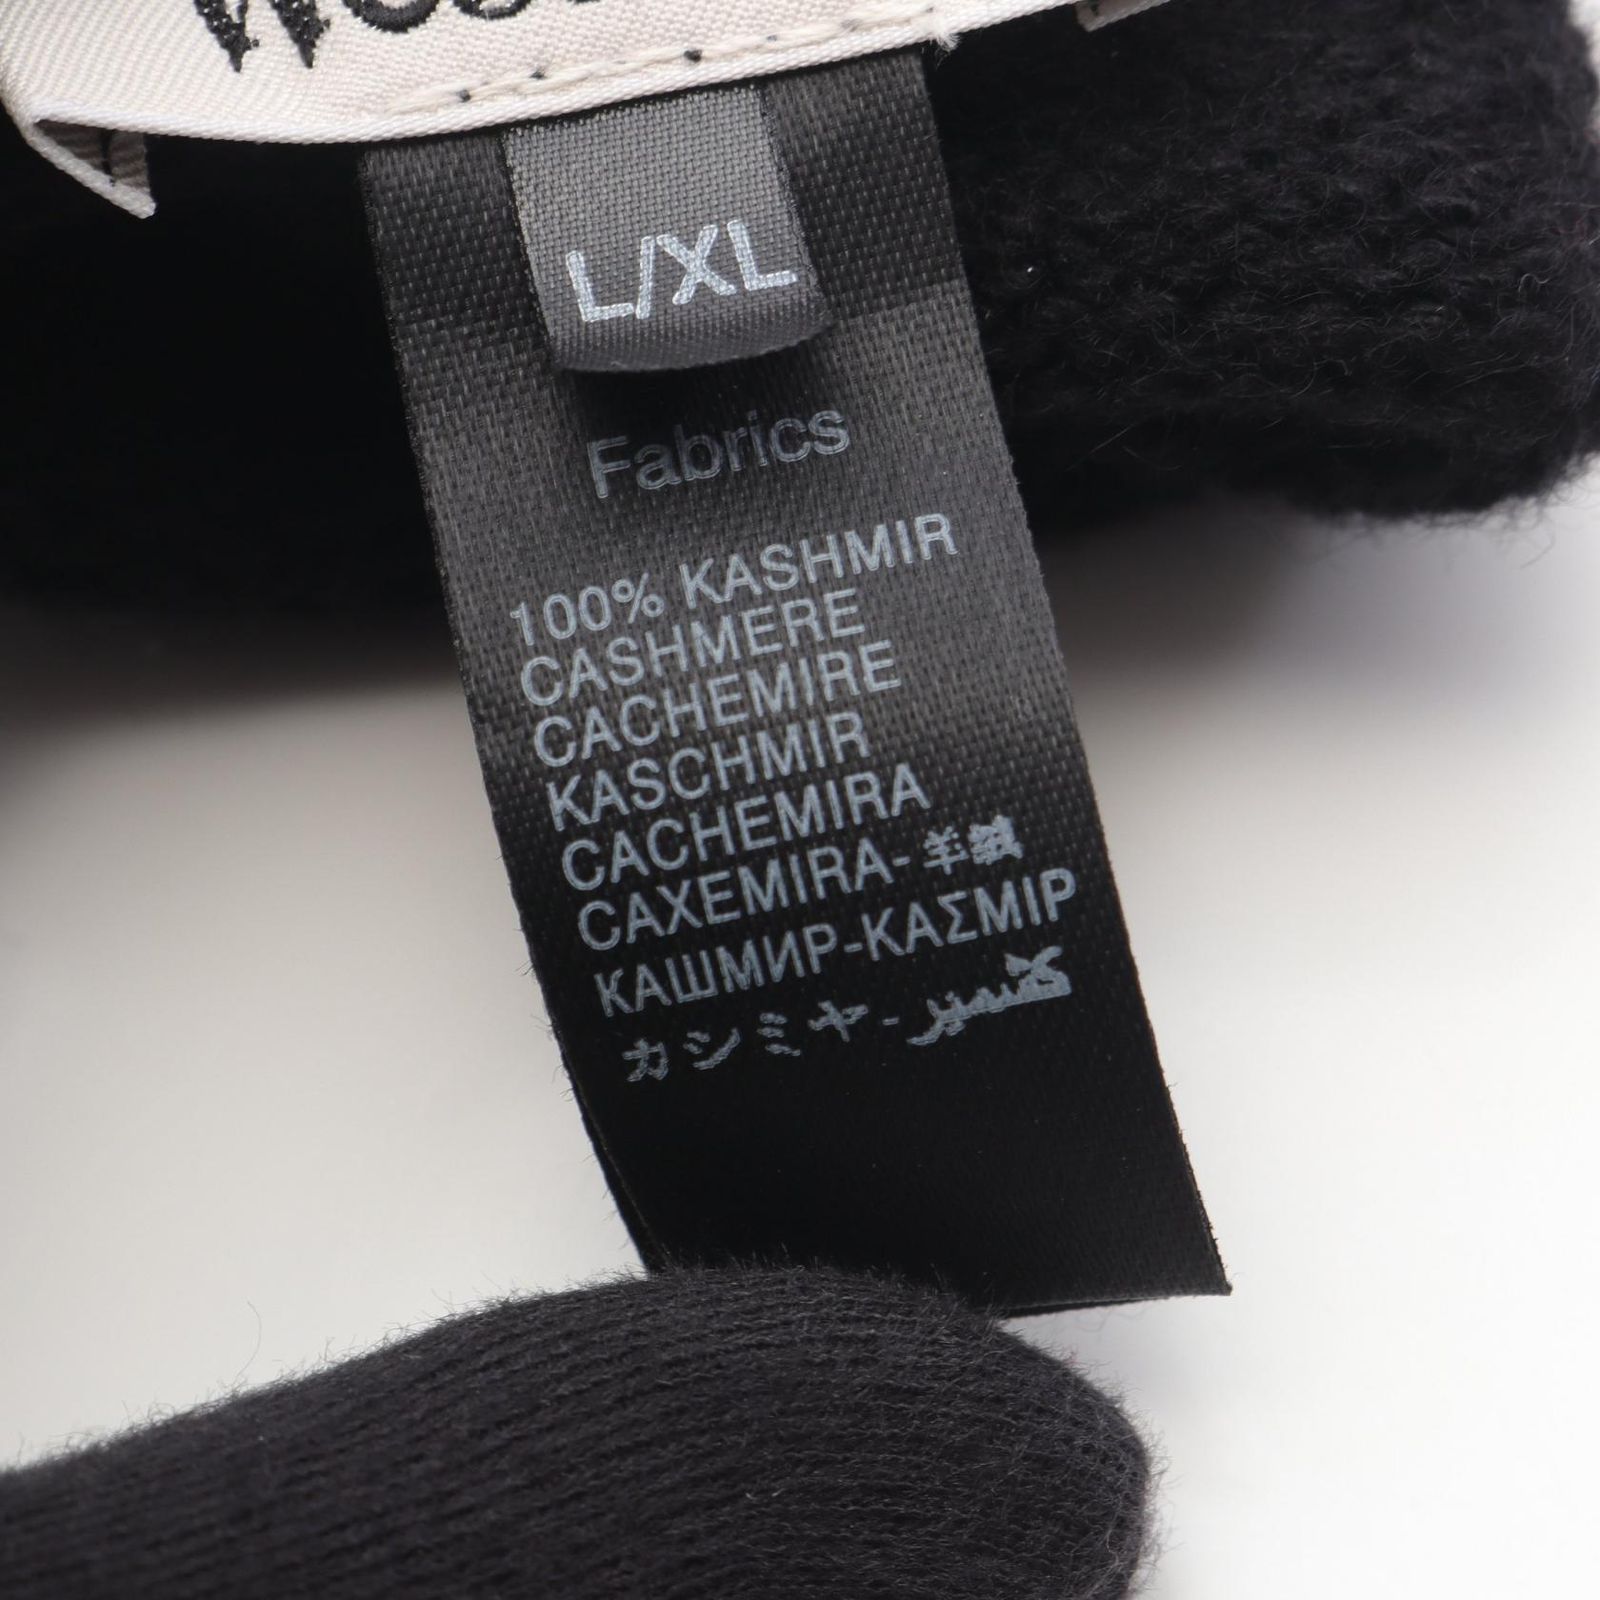 L/XL
Fabrics
100% KASHMIR
CASHMERE
CACHEMIRE
KASCHMIR
CACHEMIRA
CAXEMIRA-羊絨
КАШМИР-ΚΑΣΜΙΡ
カシミヤ-كشمير